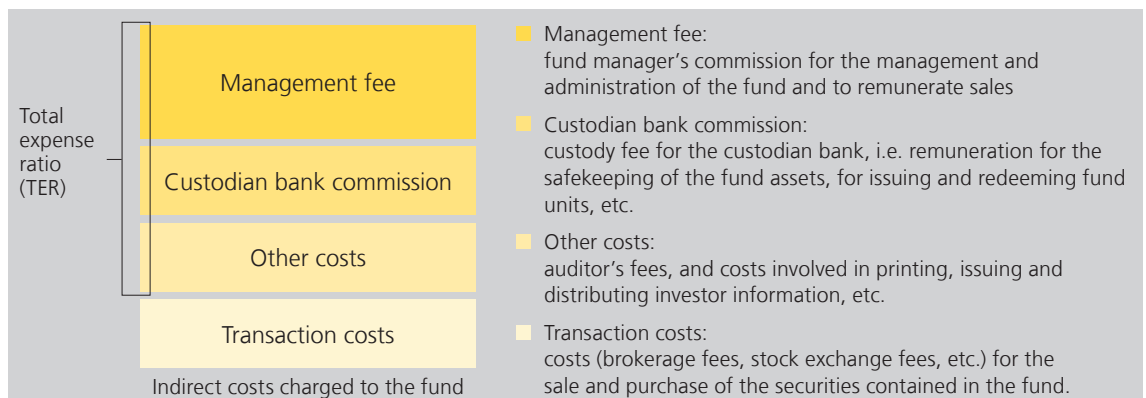 Total
expense
ratio
(TER)
Management fee
Custodian bank commission
Other costs
Transaction costs
Indirect costs charged to the fund
Management fee:
fund manager’s commission for the management and
administration of the fund and to remunerate sales
Custodian bank commission:
custody fee for the custodian bank, i.e. remuneration for the
safekeeping of the fund assets, for issuing and redeeming fund
units, etc.
Other costs:
auditor’s fees, and costs involved in printing, issuing and
distributing investor information, etc.
Transaction costs:
costs (brokerage fees, stock exchange fees, etc.) for the
sale and purchase of the securities contained in the fund.